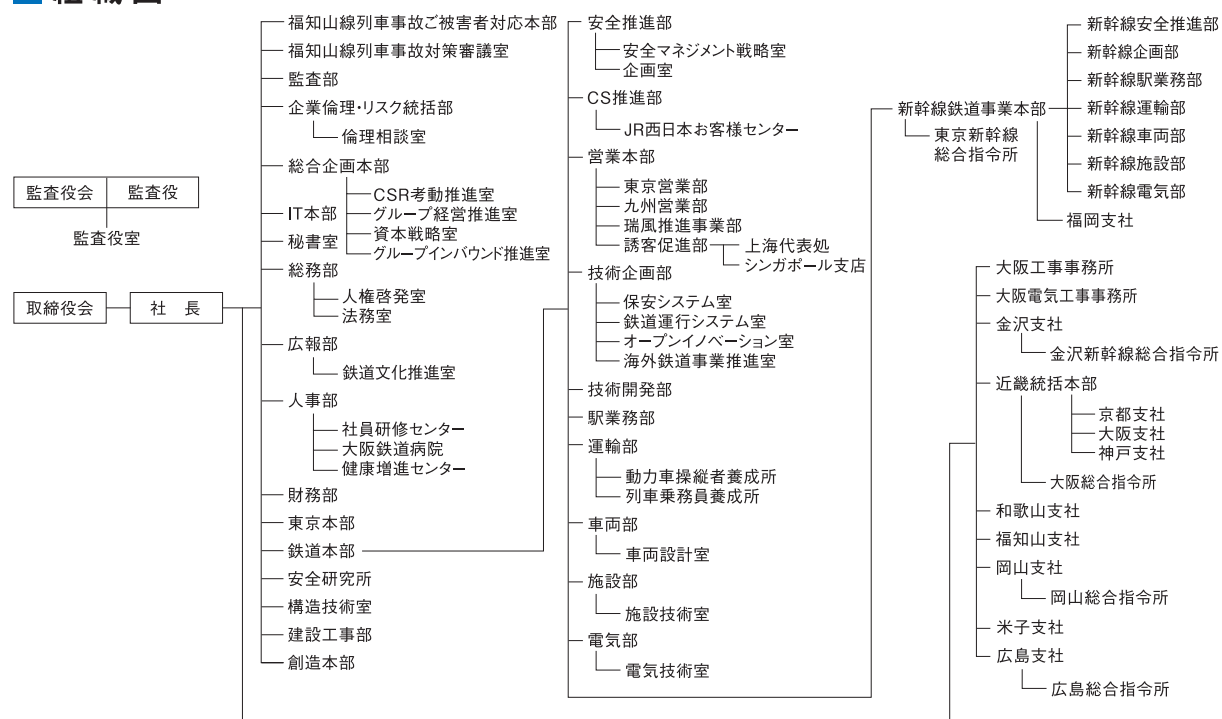 組織図
監査役会
監査役
監査役室
取締役会
社　長
福知山線列車事故ご被害者対応本部
福知山線列車事故対策審議室
監査部
企業倫理・リスク統括部
倫理相談室
総合企画本部
CSR考動推進室
グループ経営推進室
資本戦略室
グループインバウンド推進室
IT本部
秘書室
総務部
人権啓発室
法務室
広報部
鉄道文化推進室
人事部
社員研修センター
大阪鉄道病院
健康増進センター
財務部
東京本部
鉄道本部
安全研究所
構造技術室
建設工事部
創造本部
安全推進部
安全マネジメント戦略室
企画室
CS推進部
JR西日本お客様センター
営業本部
東京営業部
九州営業部
瑞風推進事業部
誘客促進部
上海代表処
シンガポール支店
技術企画部
保安システム室
鉄道運行システム室
オープンイノベーション室
海外鉄道事業推進室
技術開発部
駅業務部
運輸部
動力車操縦者養成所
列車乗務員養成所
車両部
車両設計室
施設部
施設技術室
電気部
電気技術室
新幹線鉄道事業本部
東京新幹線
総合指令所
新幹線安全推進部
新幹線企画部
新幹線駅業務部
新幹線運輸部
新幹線車両部
新幹線施設部
新幹線電気部
福岡支社
大阪工事事務所
大阪電気工事事務所
金沢支社
金沢新幹線総合指令所
近畿統括本部
京都支社
大阪支社
神戸支社
大阪総合指令所
和歌山支社
福知山支社
岡山支社
岡山総合指令所
米子支社
広島支社
広島総合指令所